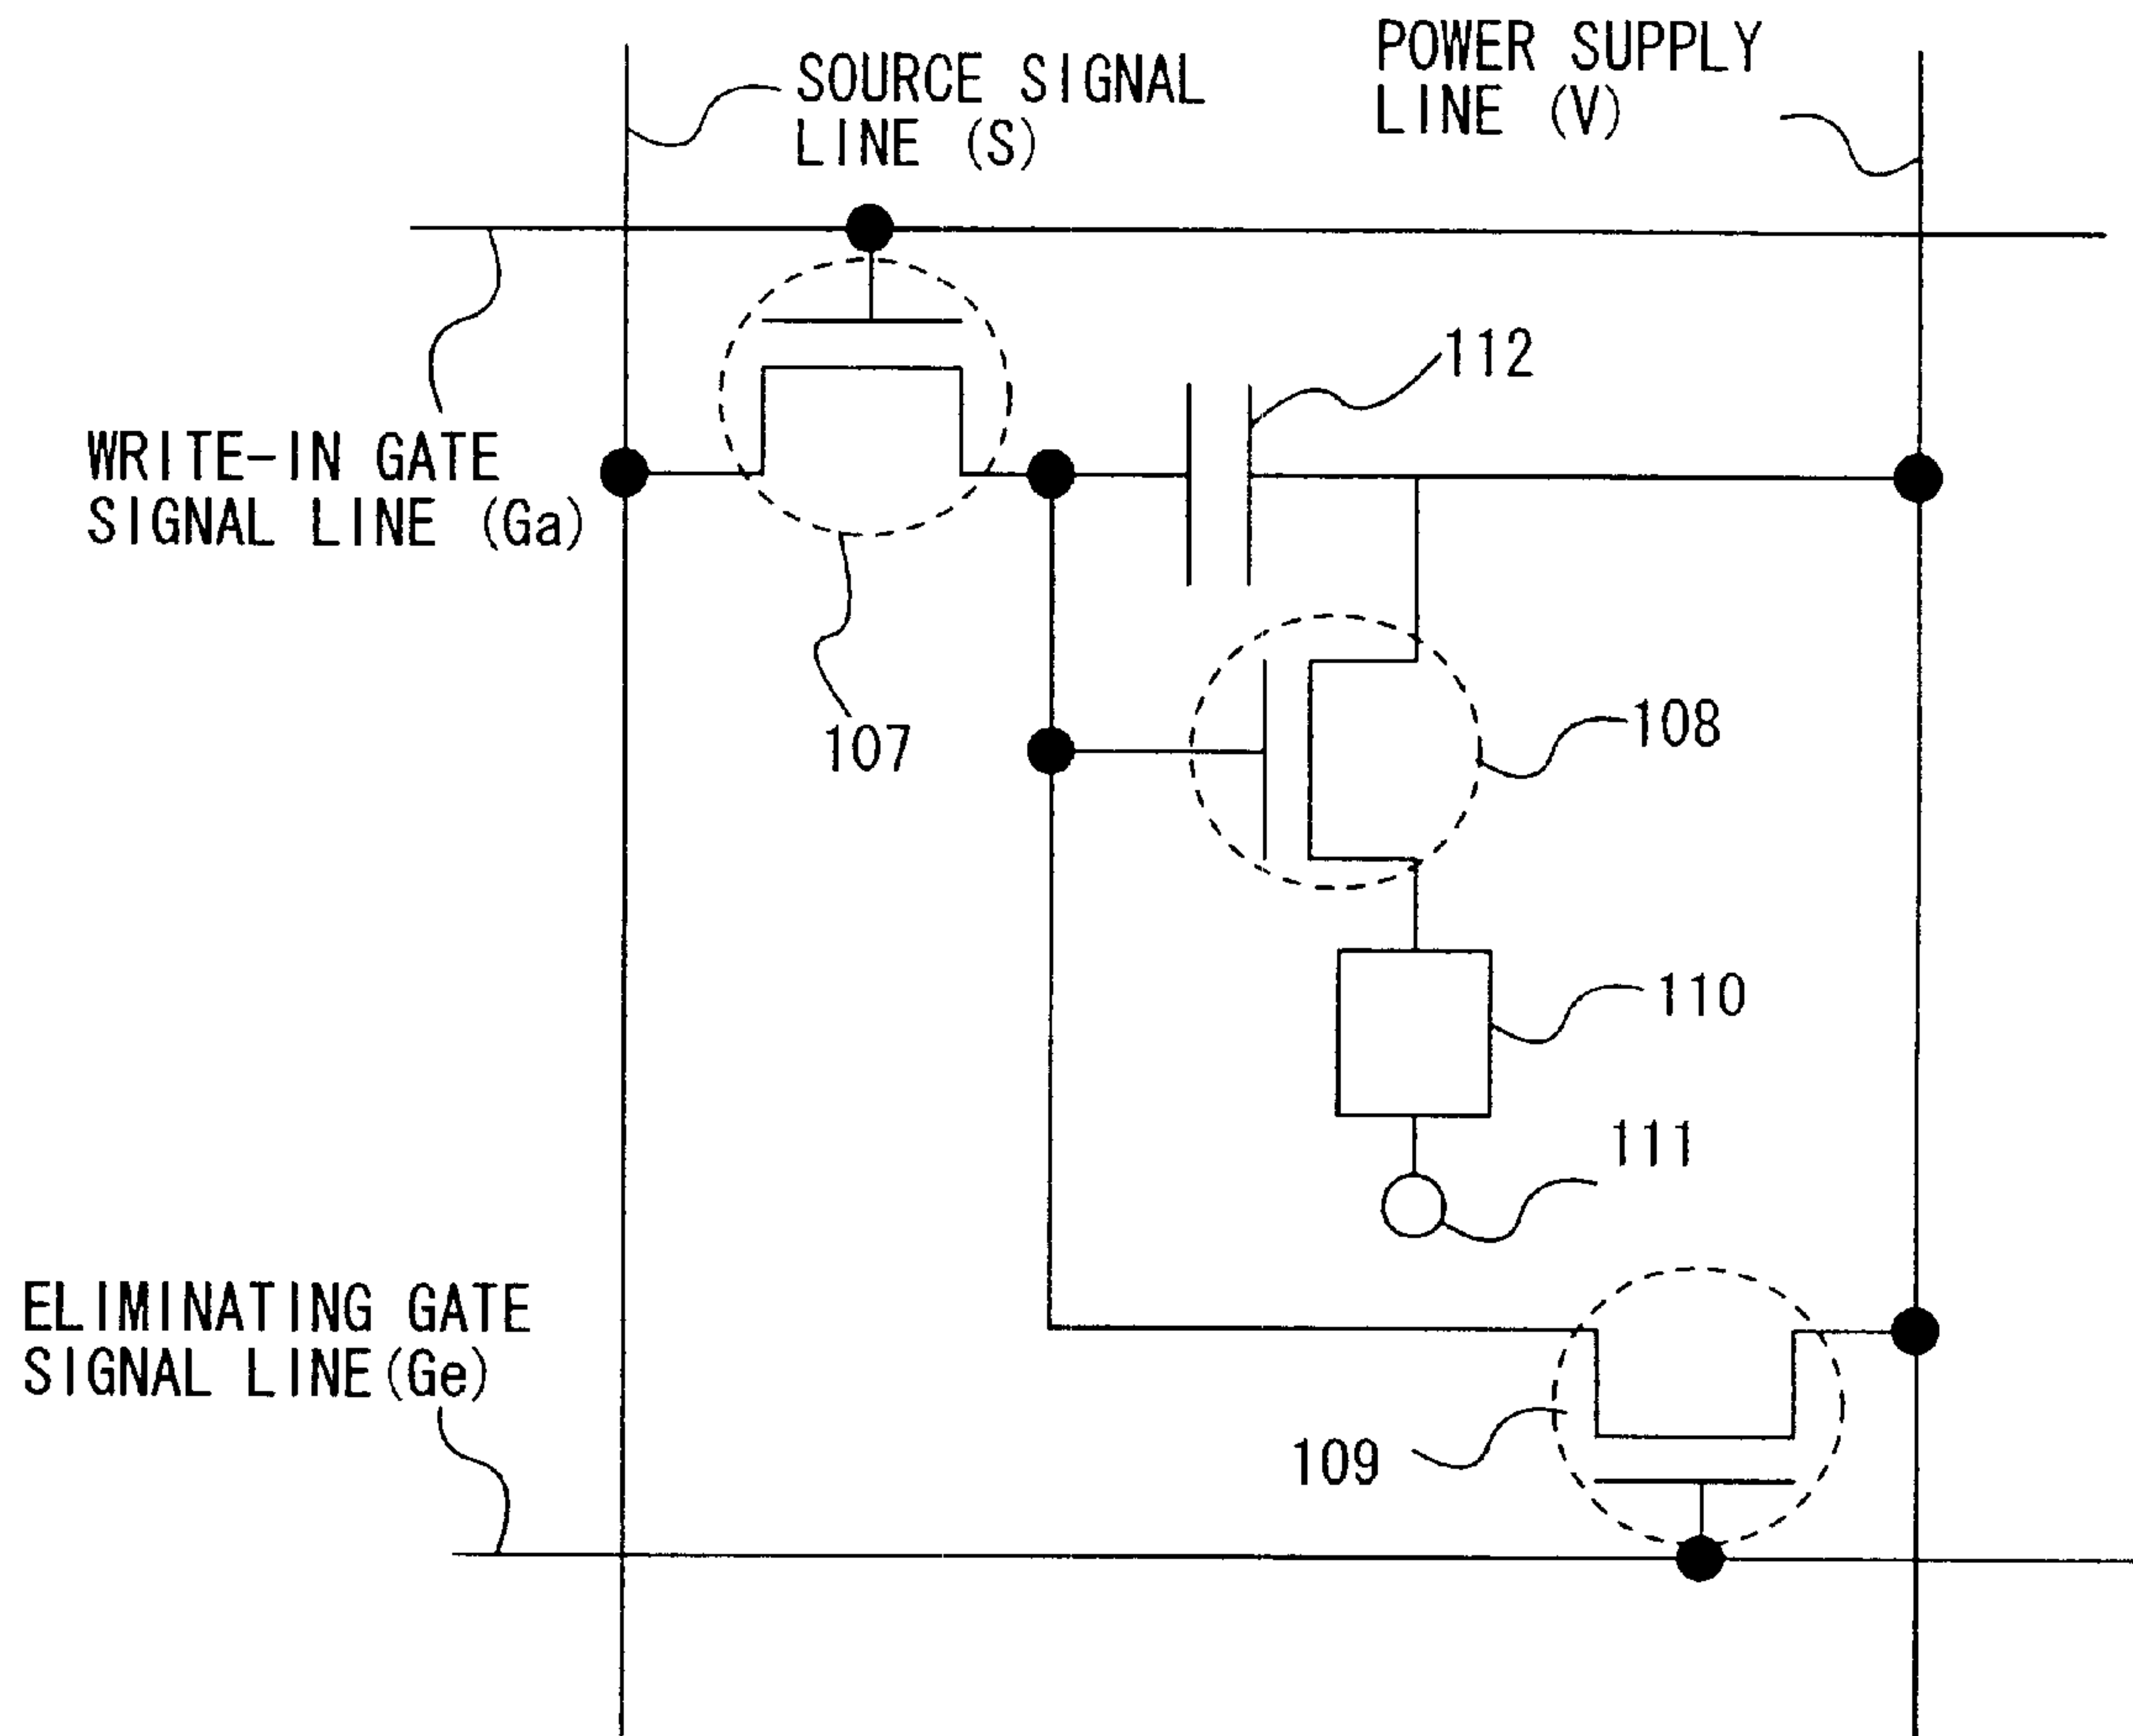 SOURCE SIGNAL
LINE (S)
POWER SUPPLY
LINE (V)
WRITE-IN GATE
SIGNAL LINE (Ga)
112
107
108
110
111
ELIMINATING GATE
SIGNAL LINE(Ge)
109